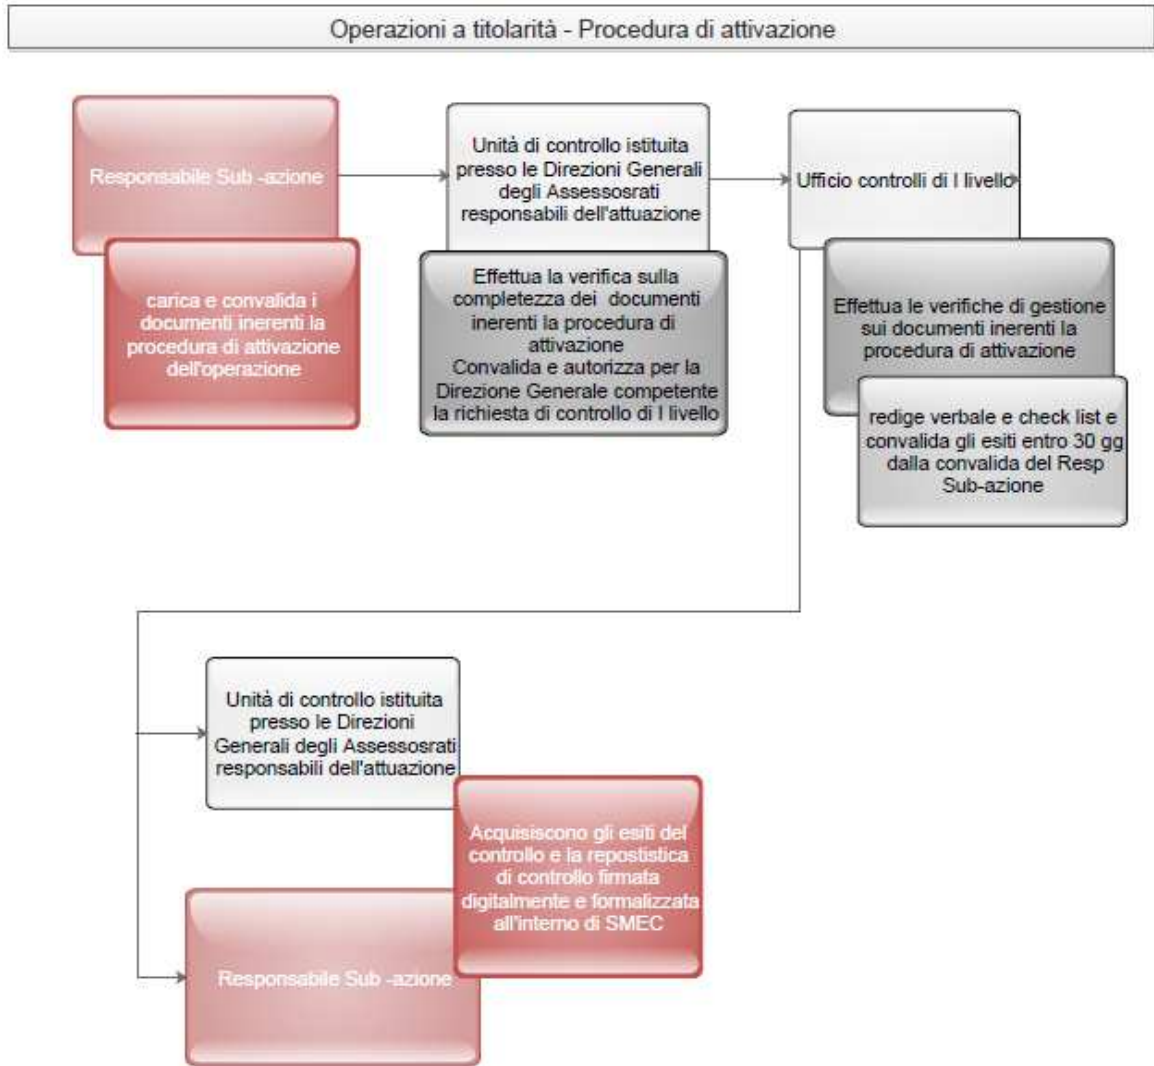 Operazioni a titolarità - Procedura di attivazione
Responsabile Sub -azione
carica e convalida i
documenti inerenti la
procedura di attivazione
dell'operazione
Unità di controllo istituita
presso le Direzioni Generali
degli Assessosrati
responsabili dell'attuazione
Effettua la verifica sulla
completezza dei documenti
inerenti la procedura di
attivazione
Convalida e autorizza per la
Direzione Generale competente
la richiesta di controllo di I livello
Ufficio controlli di I livello
Effettua le verifiche di gestione
sui documenti inerenti la
procedura di attivazione
redige verbale e check list e
convalida gli esiti entro 30 gg
dalla convalida del Resp
Sub-azione
Unità di controllo istituita
presso le Direzioni
Generali degli Assessosrati
responsabili dell'attuazione
Acquisiscono gli esiti del
controllo e la repostistica
di controllo firmata
digitalmente e formalizzata
all'interno di SMEC
Responsabile Sub -azione